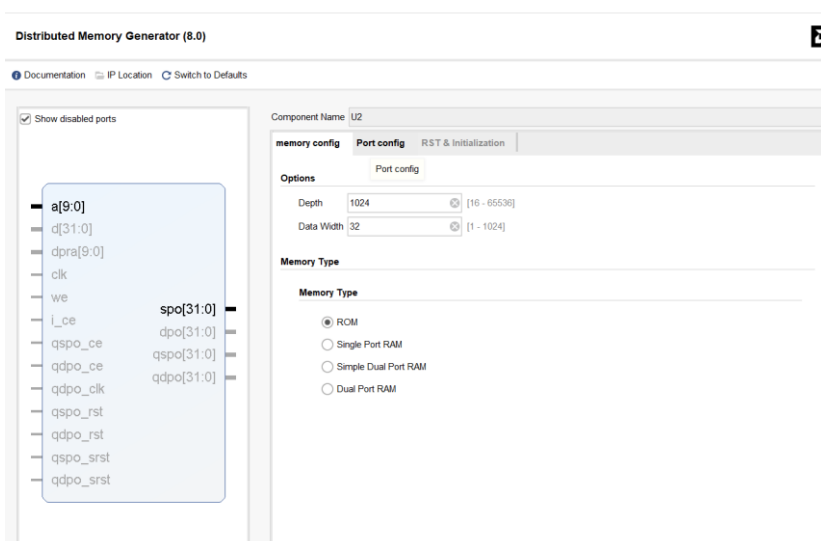 Distributed Memory Generator (8.0)
Documentation IP Location Switch to Defaults
Show disabled ports
a[9:0]
d[31:0]
dpra[9:0]
clk
we
i_ce
qspo_ce
qdpo_ce
qdpo_clk
qspo_rst
qdpo_rst
qspo_srst
qdpo_srst
spo[31:0]
dpo[31:0]
qspo[31:0]
qdpo[31:0]
Component Name U2
memory config Port config RST & Initialization
Port config
Options
Depth 1024 [16 - 65536]
Data Width 32 [1 - 1024]
Memory Type
Memory Type
ROM
Single Port RAM
Simple Dual Port RAM
Dual Port RAM